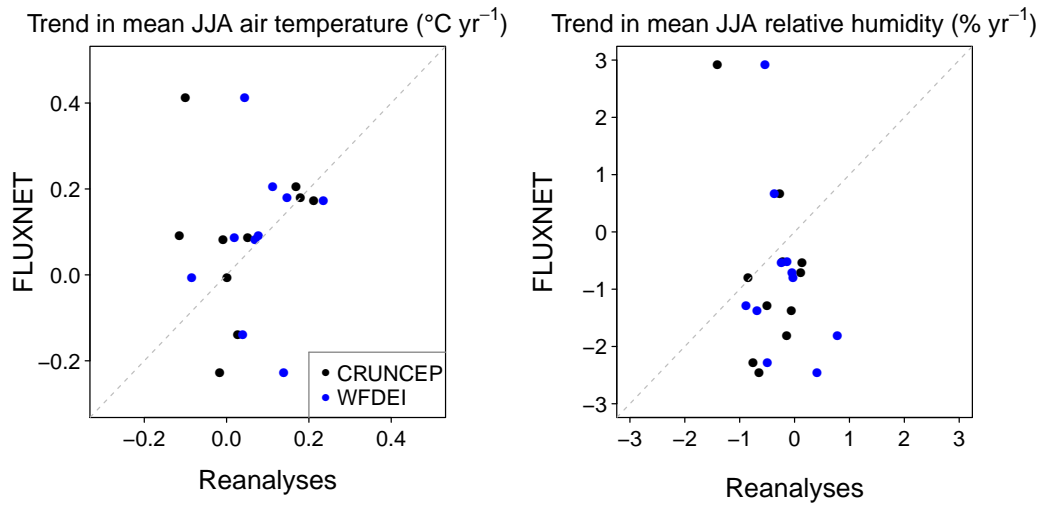 Trend in mean JJA air temperature (°C yr⁻¹)
Trend in mean JJA relative humidity (% yr⁻¹)
FLUXNET
0.4
0.2
0.0
−0.2
−0.2 0.0 0.2 0.4
Reanalyses
CRUNCEP
WFDEI
FLUXNET
3
2
1
0
−1
−2
−3
−3 −2 −1 0 1 2 3
Reanalyses